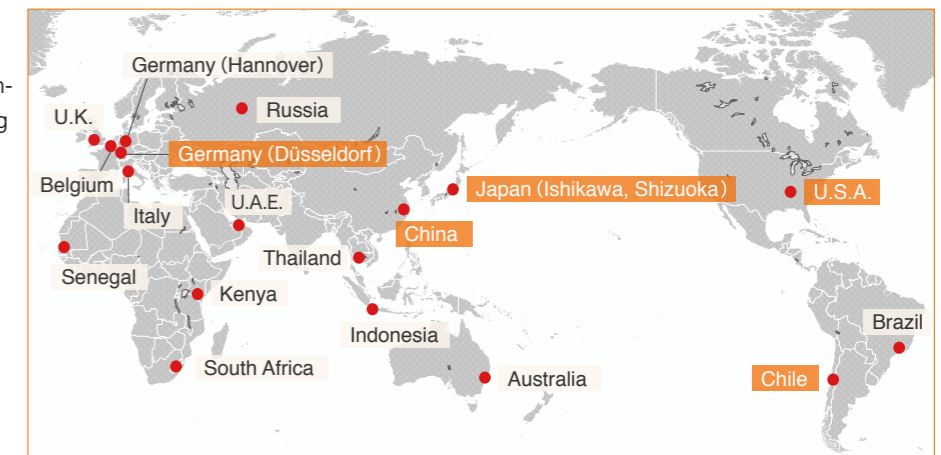 n-
g
Germany (Hannover)
Russia
U.K.
Germany (Düsseldorf)
Belgium
Italy
U.A.E.
Japan (Ishikawa, Shizuoka)
U.S.A.
China
Senegal
Thailand
Kenya
Indonesia
Brazil
South Africa
Australia
Chile